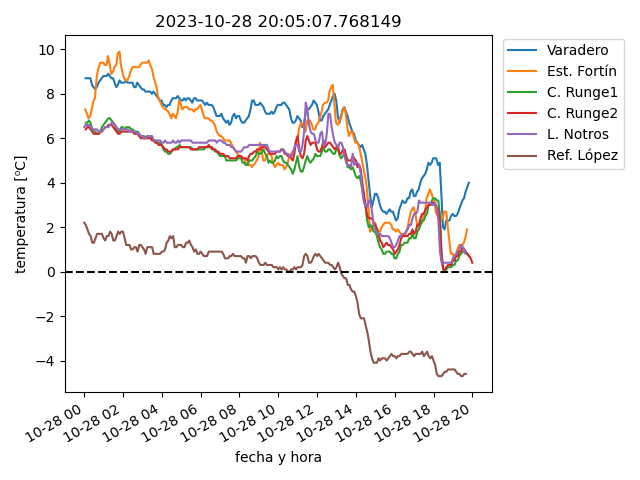 2023-10-28 20:05:07.768149
Varadero
Est. Fortín
C. Runge1
C. Runge2
L. Notros
Ref. López
temperatura [ºC]
10
8
6
4
2
0
−2
−4
10-28 00
10-28 02
10-28 04
10-28 06
10-28 08
10-28 10
10-28 12
10-28 14
10-28 16
10-28 18
10-28 20
fecha y hora